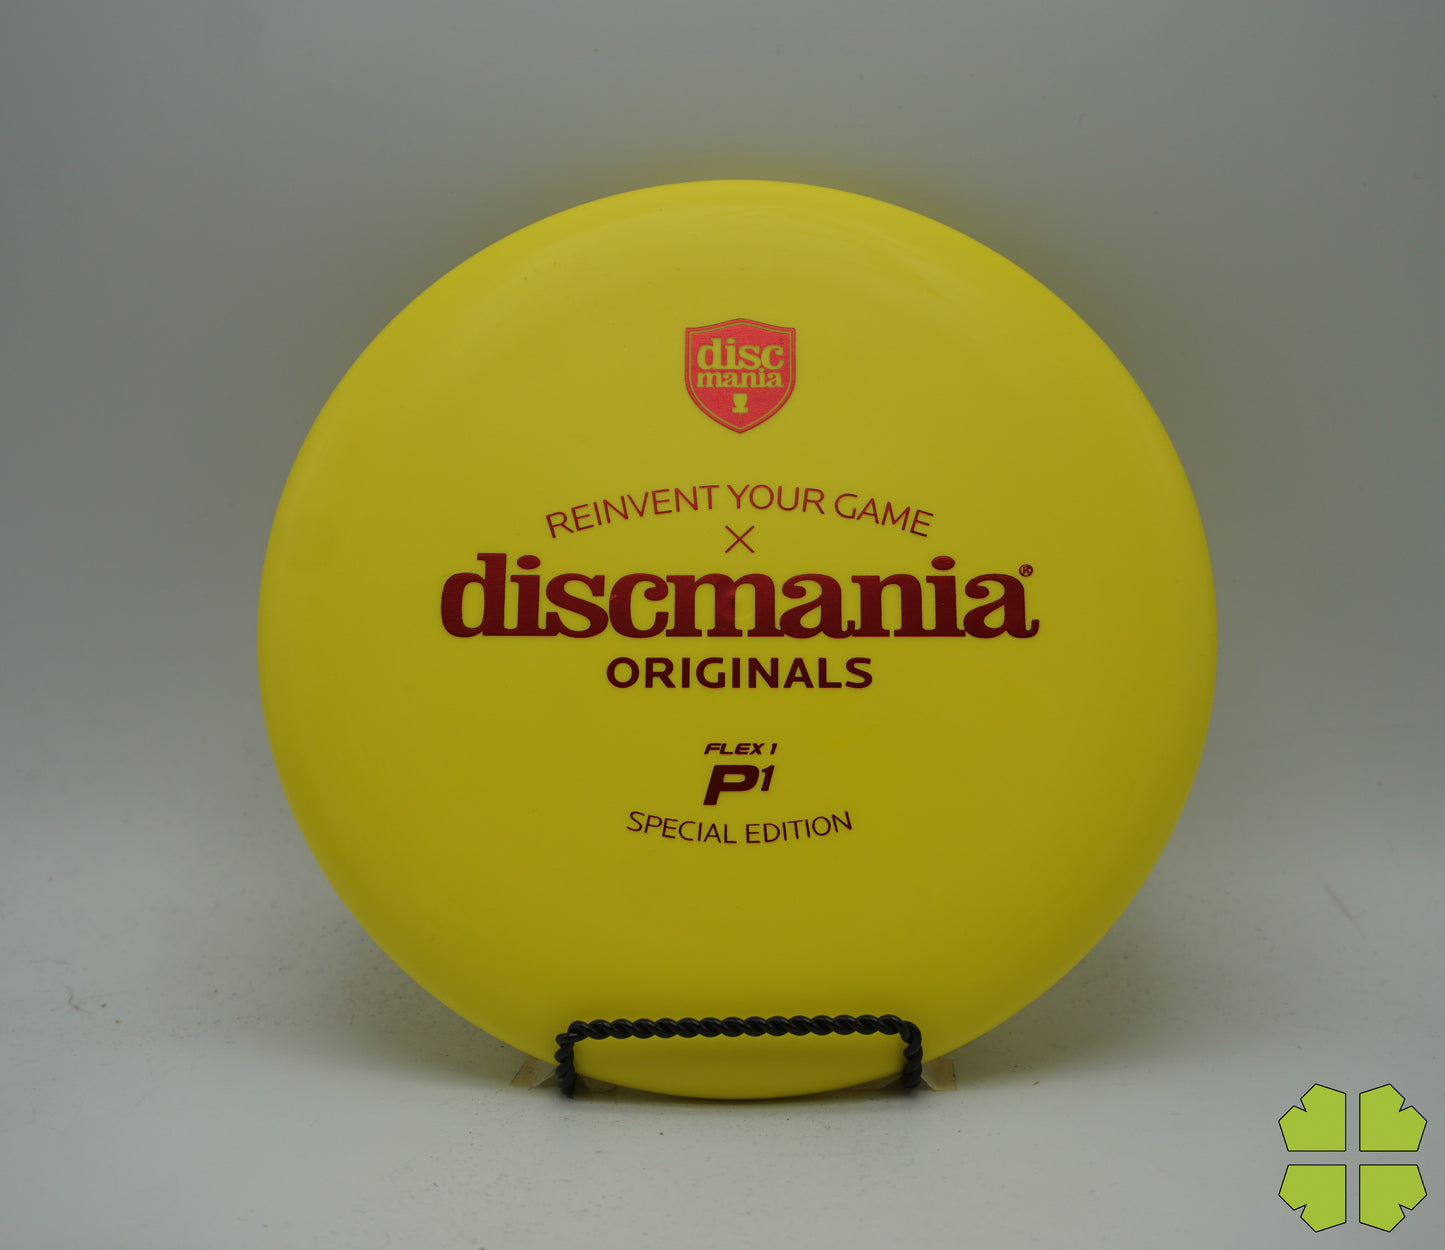 disc
mania
REINVENT YOUR GAME
X
discmania®
ORIGINALS
FLEX 1
P1
SPECIAL EDITION